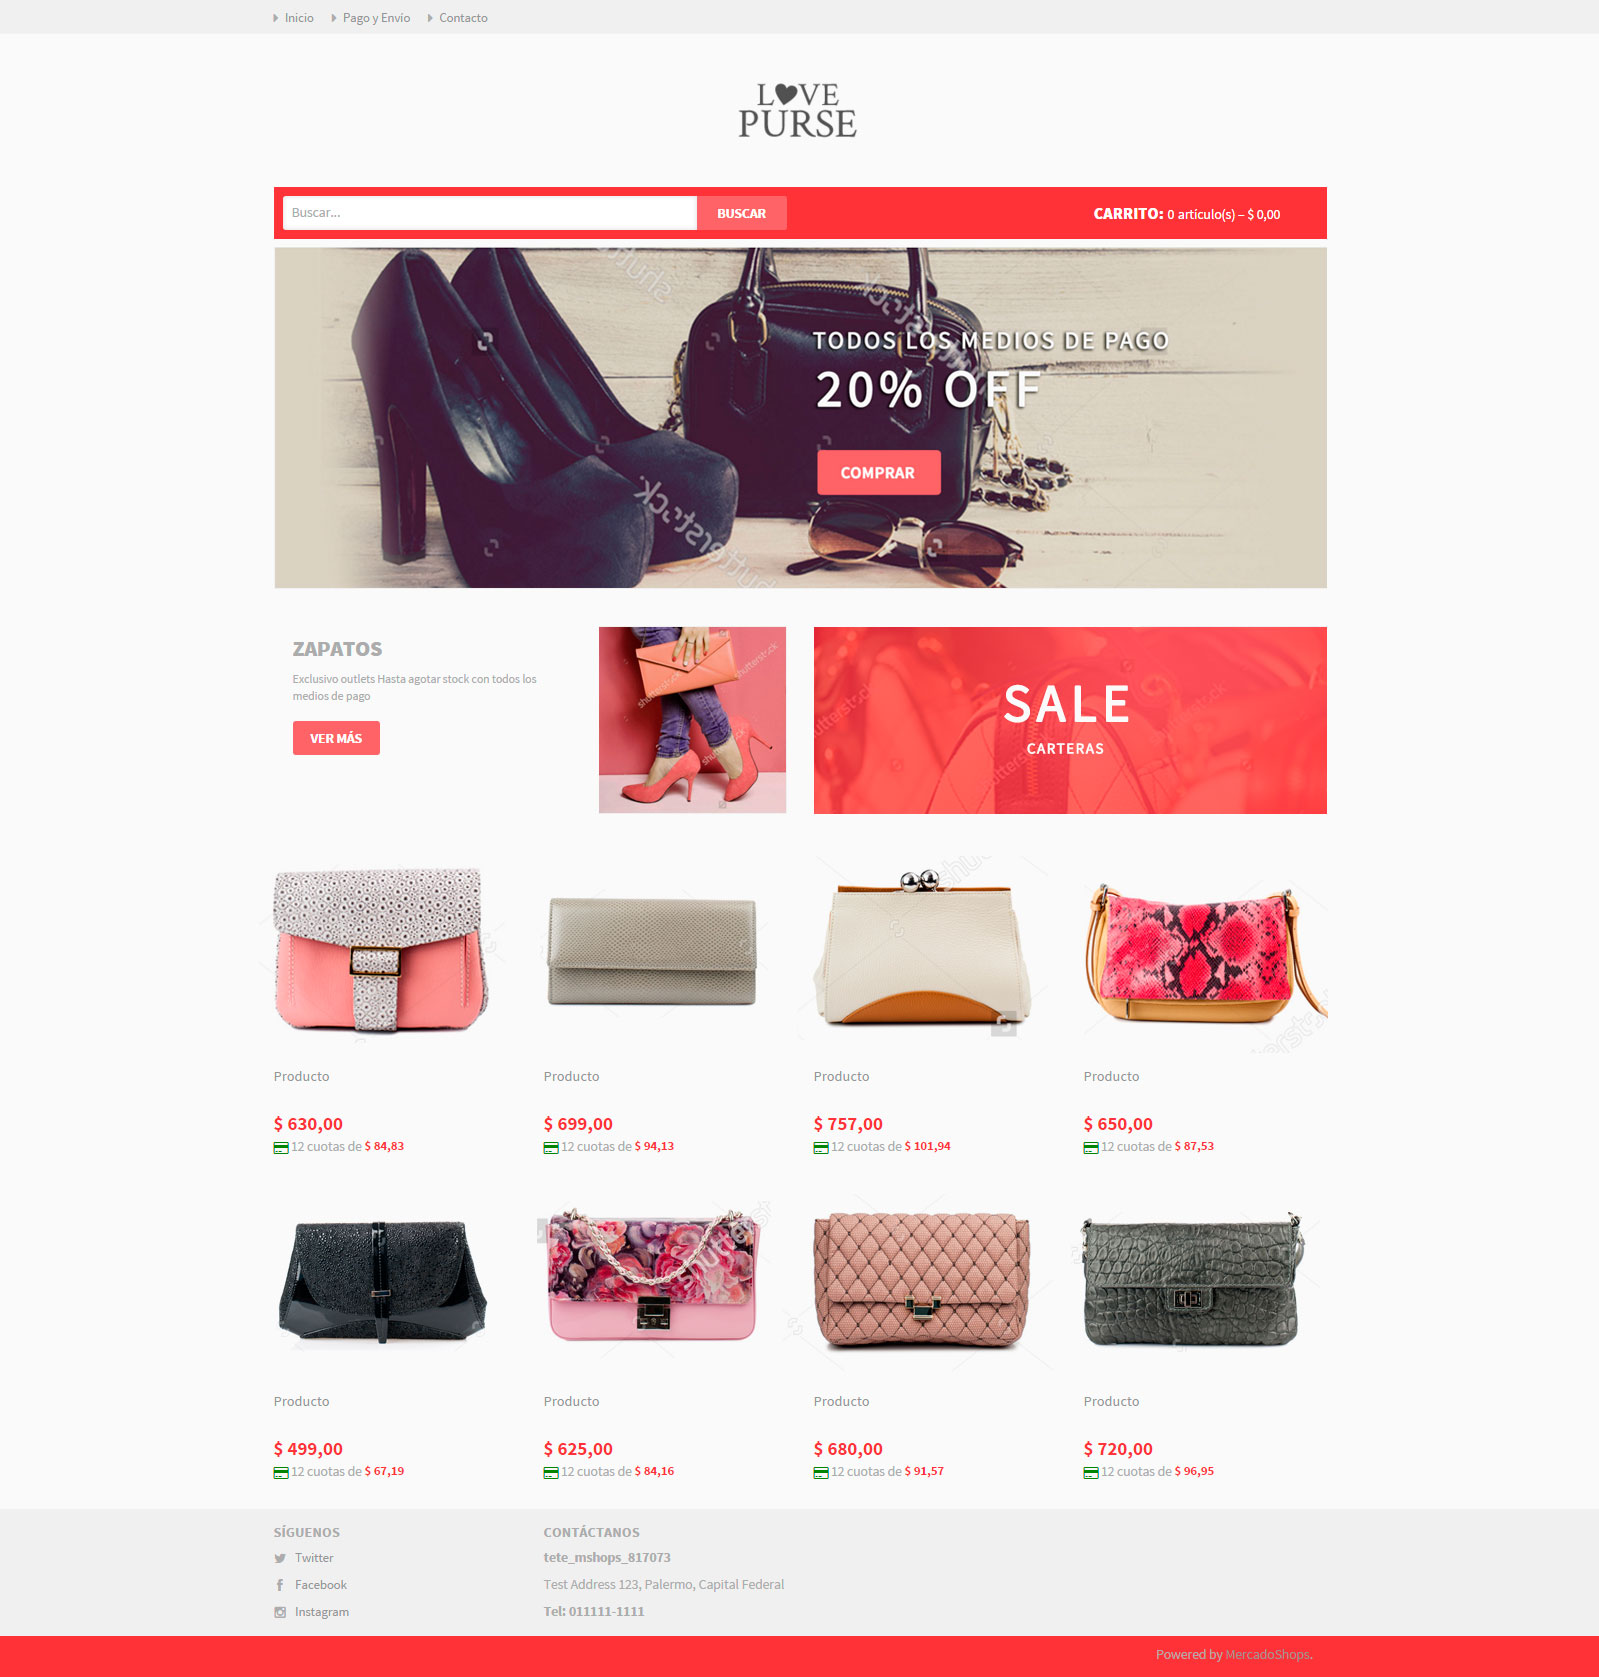 Inicio Pago y Envío Contacto
LOVE
PURSE
Buscar...
BUSCAR
CARRITO: 0 artículo(s) – $ 0,00
TODOS LOS MEDIOS DE PAGO
20% OFF
COMPRAR
ZAPATOS
Exclusivo outlets Hasta agotar stock con todos los
medios de pago
VER MÁS
SALE
CARTERAS
Producto
$ 630,00
12 cuotas de $ 84,83
Producto
$ 699,00
12 cuotas de $ 94,13
Producto
$ 757,00
12 cuotas de $ 101,94
Producto
$ 650,00
12 cuotas de $ 87,53
Producto
$ 499,00
12 cuotas de $ 67,19
Producto
$ 625,00
12 cuotas de $ 84,16
Producto
$ 680,00
12 cuotas de $ 91,57
Producto
$ 720,00
12 cuotas de $ 96,95
SÍGUENOS
Twitter
Facebook
Instagram
CONTÁCTANOS
tete_mshops_817073
Test Address 123, Palermo, Capital Federal
Tel: 011111-1111
Powered by MercadoShops.